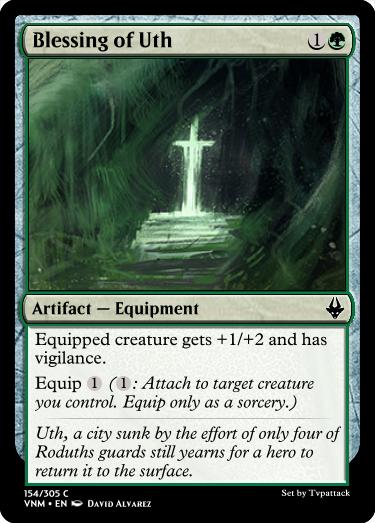 Blessing of Uth 1
Artifact — Equipment
Equipped creature gets +1/+2 and has
vigilance.
Equip 1 (1: Attach to target creature
you control. Equip only as a sorcery.)
Uth, a city sunk by the effort of only four of
Roduths guards still yearns for a hero to
return it to the surface.
154/305 C
VNM • EN DAVID ALVAREZ
Set by Tvpattack